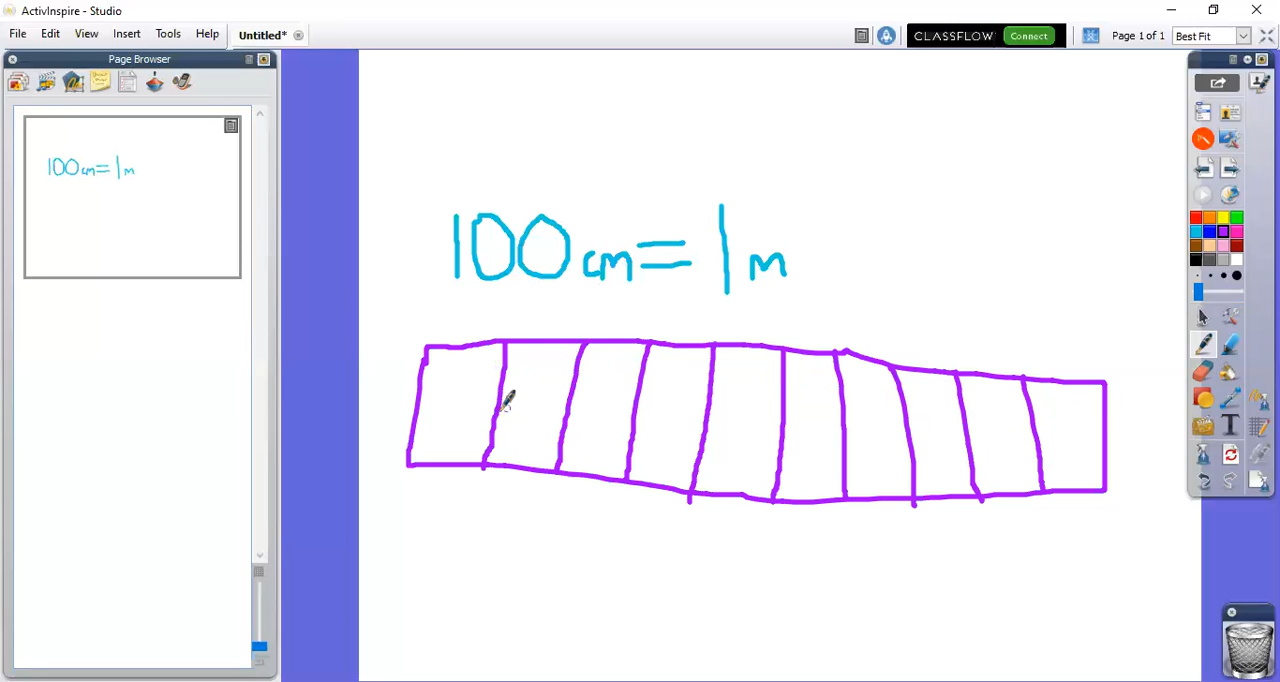 ActivInspire - Studio
File Edit View Insert Tools Help Untitled* CLASSFLOW Connect Page 1 of 1 Best Fit
Page Browser
100cm=1m
100cm=1m
T